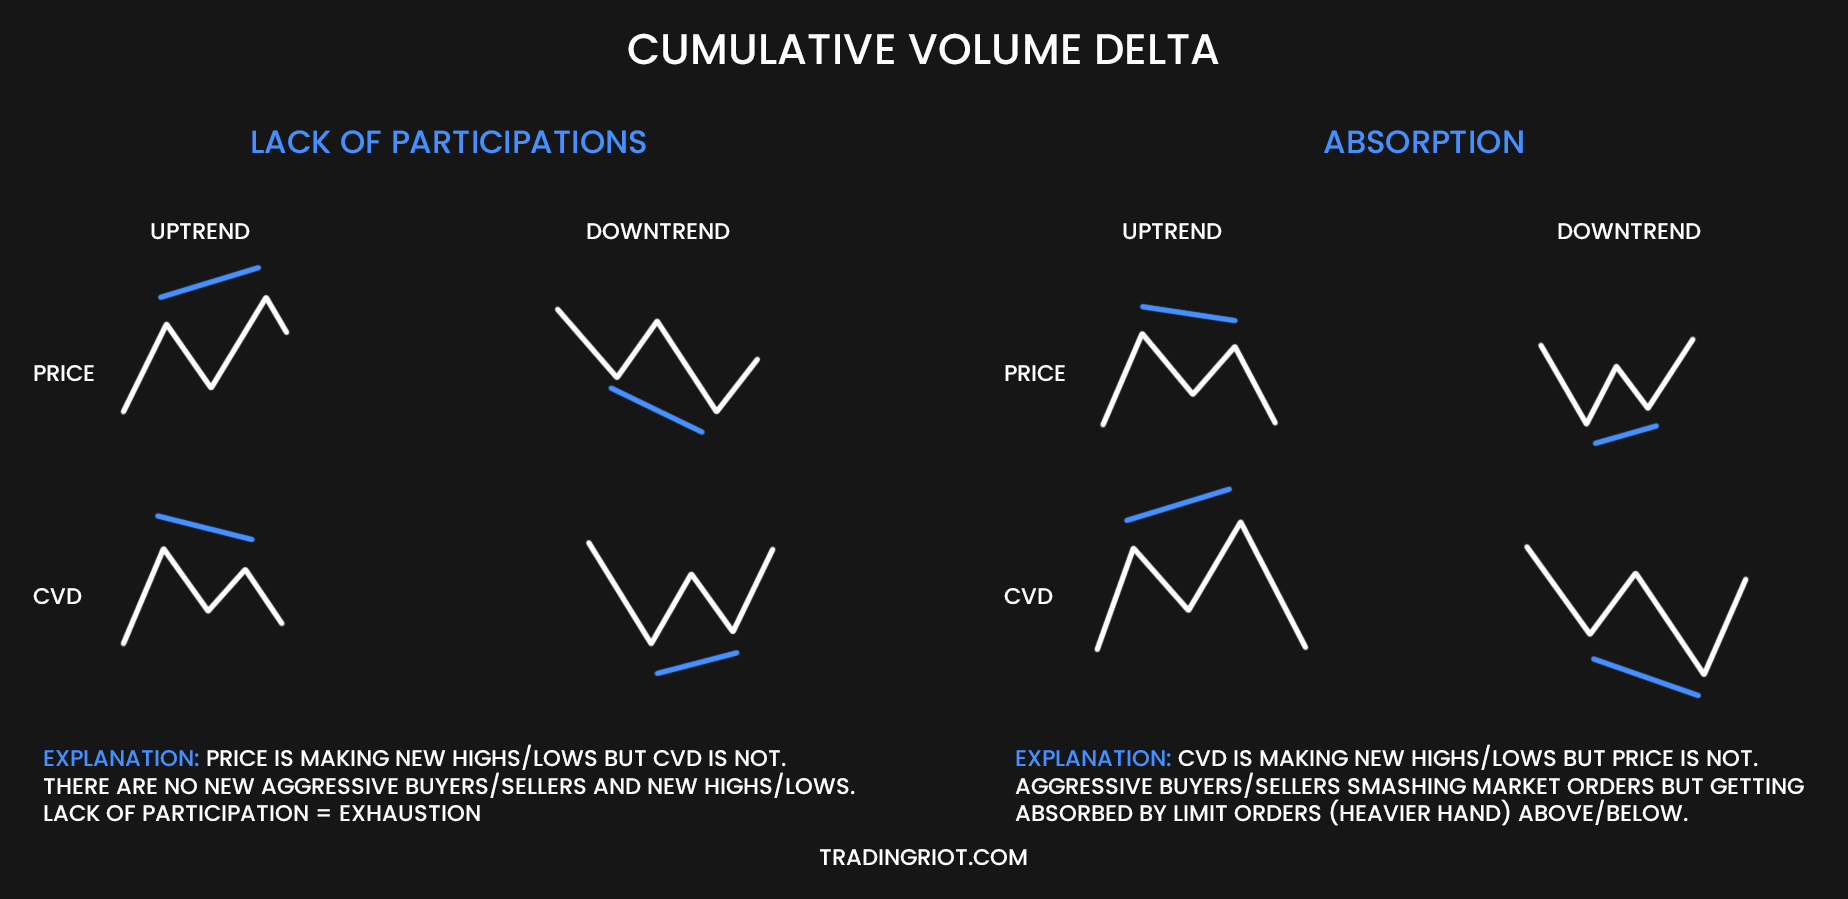 CUMULATIVE VOLUME DELTA
LACK OF PARTICIPATIONS
ABSORPTION
UPTREND
DOWNTREND
UPTREND
DOWNTREND
PRICE
PRICE
CVD
CVD
EXPLANATION: PRICE IS MAKING NEW HIGHS/LOWS BUT CVD IS NOT.
THERE ARE NO NEW AGGRESSIVE BUYERS/SELLERS AND NEW HIGHS/LOWS.
LACK OF PARTICIPATION = EXHAUSTION
EXPLANATION: CVD IS MAKING NEW HIGHS/LOWS BUT PRICE IS NOT.
AGGRESSIVE BUYERS/SELLERS SMASHING MARKET ORDERS BUT GETTING
ABSORBED BY LIMIT ORDERS (HEAVIER HAND) ABOVE/BELOW.
TRADINGRIOT.COM